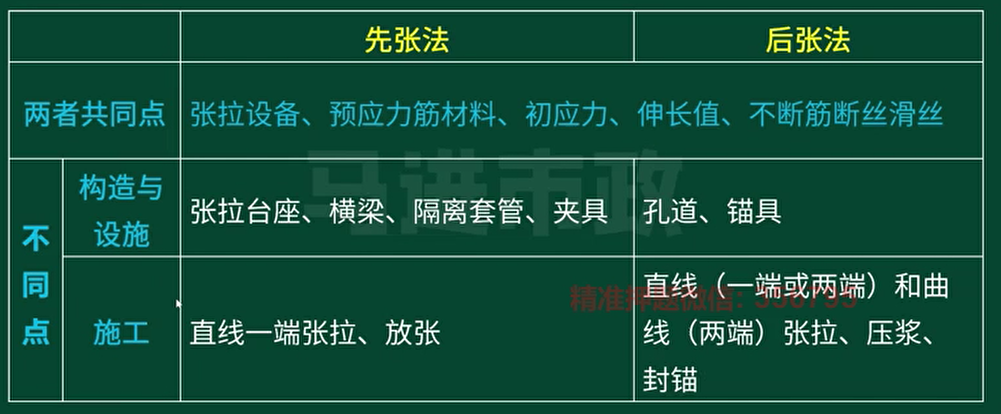 先张法
后张法
两者共同点
张拉设备、预应力筋材料、初应力、伸长值、不断筋断丝滑丝
马进市政
不同点
构造与
设施
张拉台座、横梁、隔离套管、夹具
孔道、锚具
施工
直线一端张拉、放张
直线（一端或两端）和曲
线（两端）张拉、压浆、
封锚
精准押题微信：